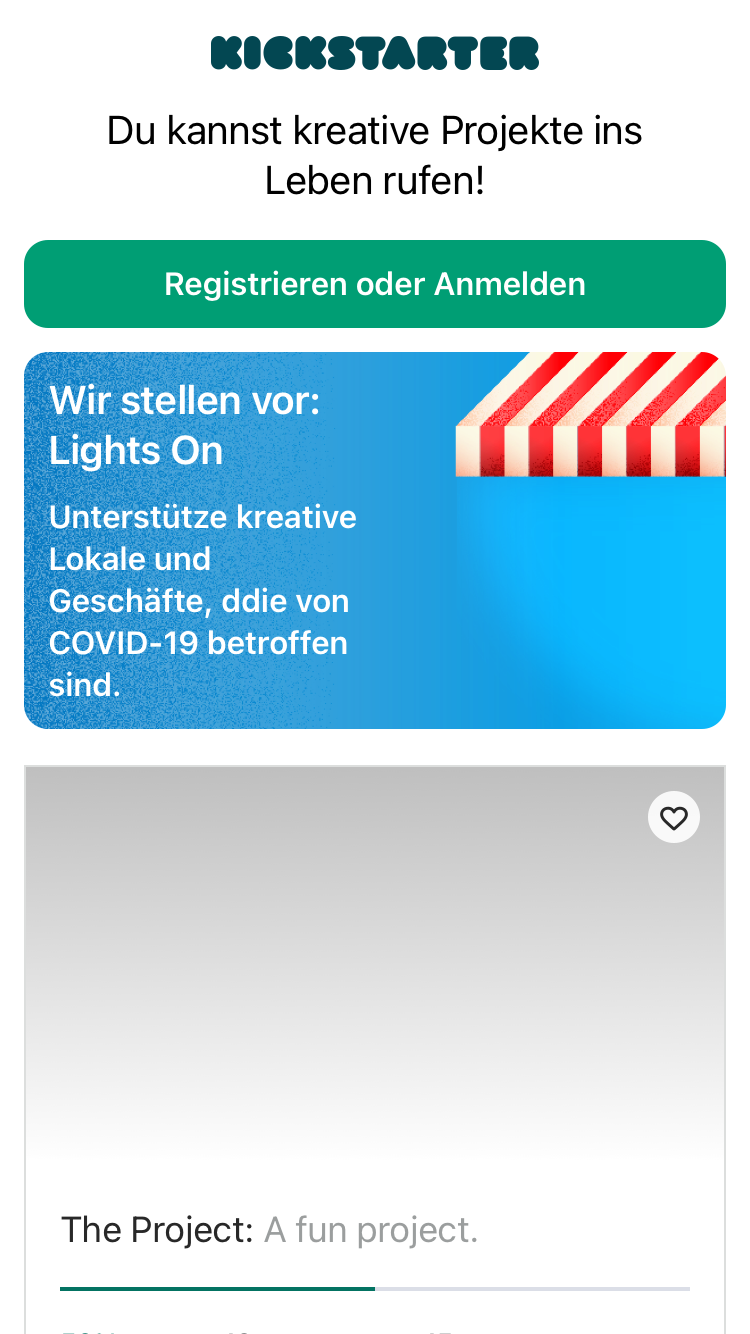 KICKSTARTER
Du kannst kreative Projekte ins
Leben rufen!
Registrieren oder Anmelden
Wir stellen vor:
Lights On
Unterstütze kreative
Lokale und
Geschäfte, ddie von
COVID-19 betroffen
sind.
The Project: A fun project.